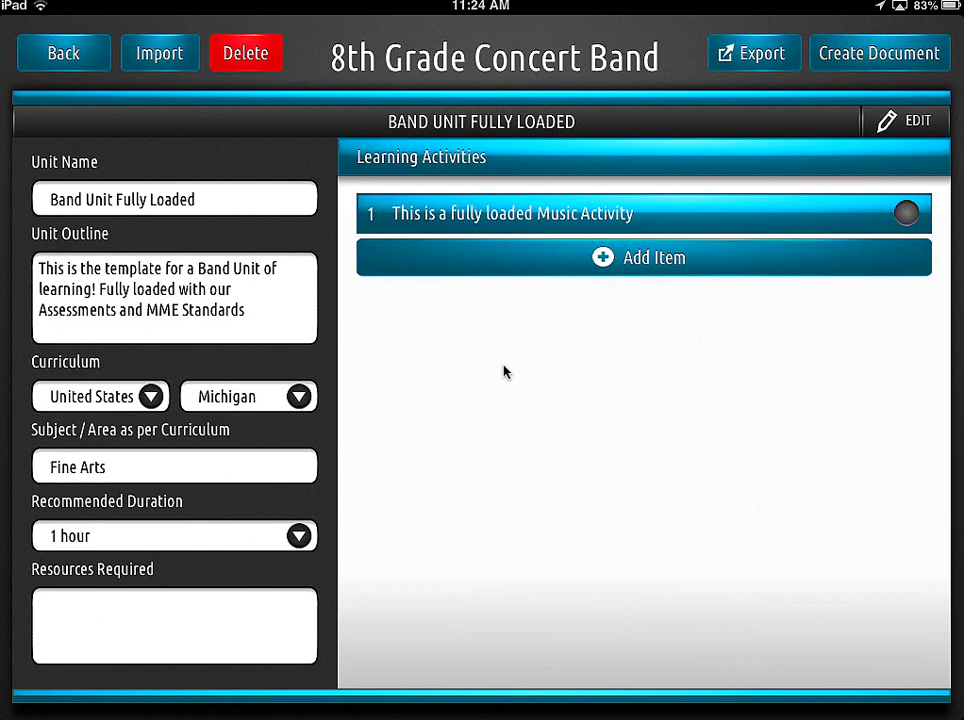 iPad 11:24 AM 83%
Back Import Delete 8th Grade Concert Band Export Create Document
BAND UNIT FULLY LOADED EDIT
Unit Name
Band Unit Fully Loaded
Unit Outline
This is the template for a Band Unit of
learning! Fully loaded with our
Assessments and MME Standards
Curriculum
United States Michigan
Subject / Area as per Curriculum
Fine Arts
Recommended Duration
1 hour
Resources Required
Learning Activities
1 This is a fully loaded Music Activity
Add Item